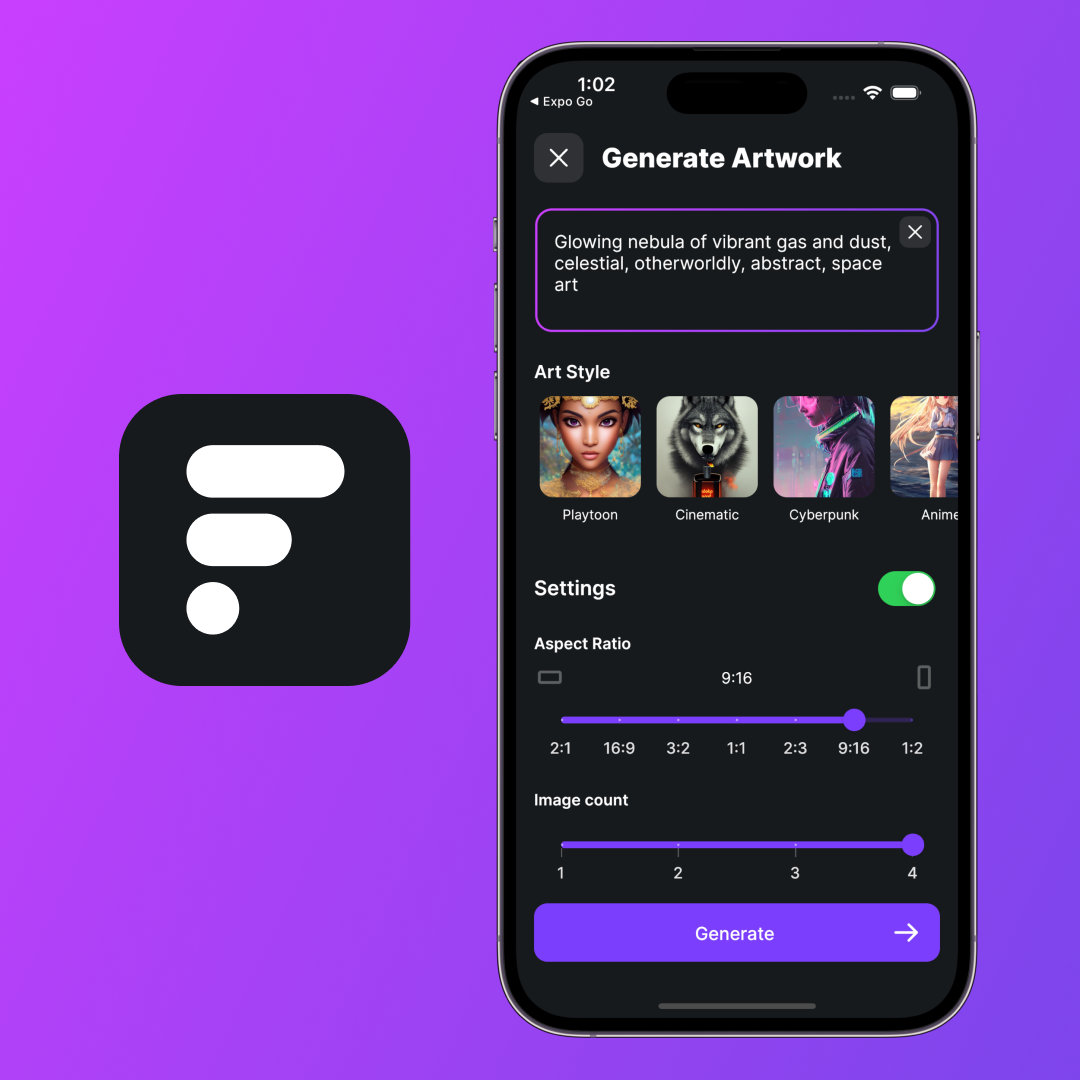 1:02
◀ Expo Go
Generate Artwork
Glowing nebula of vibrant gas and dust,
celestial, otherworldly, abstract, space
art
Art Style
Playtoon
Cinematic
Cyberpunk
Anime
Settings
Aspect Ratio
9:16
2:1 16:9 3:2 1:1 2:3 9:16 1:2
Image count
1 2 3 4
Generate